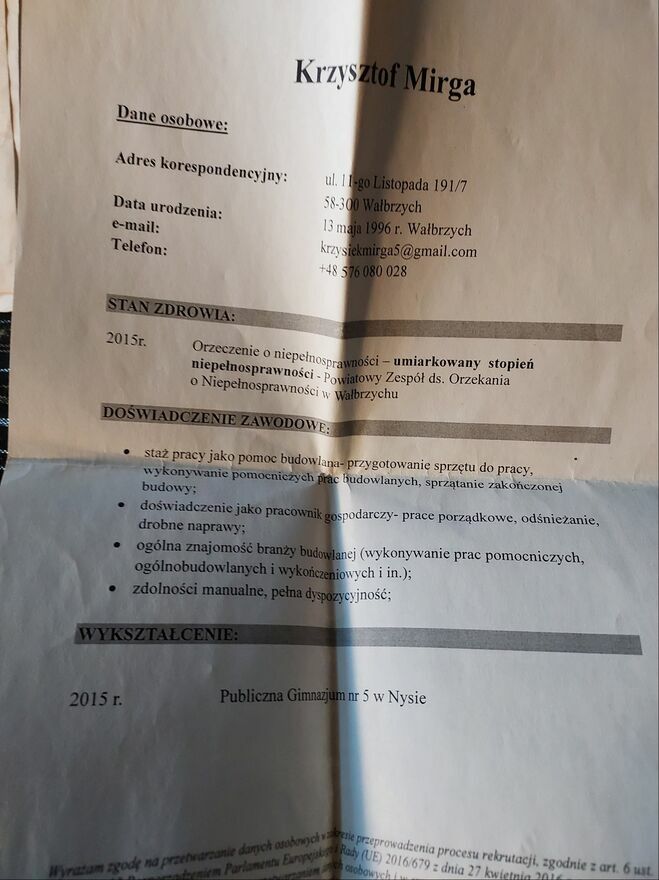 Krzysztof Mirga
Dane osobowe:
Adres korespondencyjny: ul. 11-go Listopada 191/7
58-300 Wałbrzych
Data urodzenia: 13 maja 1996 r. Wałbrzych
e-mail: krzysiekmirga5@gmail.com
Telefon: +48 576 080 028
STAN ZDROWIA:
2015r. Orzeczenie o niepełnosprawności – umiarkowany stopień
niepełnosprawności - Powiatowy Zespół ds. Orzekania
o Niepełnosprawności w Wałbrzychu
DOŚWIADCZENIE ZAWODOWE:
• staż pracy jako pomoc budowlana- przygotowanie sprzętu do pracy,
wykonywanie pomocniczych prac budowlanych, sprzątanie zakończonej
budowy;
• doświadczenie jako pracownik gospodarczy- prace porządkowe, odśnieżanie,
drobne naprawy;
• ogólna znajomość branży budowlanej (wykonywanie prac pomocniczych,
ogólnobudowlanych i wykończeniowych i in.);
• zdolności manualne, pełna dyspozycyjność;
WYKSZTAŁCENIE:
2015 r. Publiczna Gimnazjum nr 5 w Nysie
Wyrażam zgodę na przetwarzanie danych osobowych w zakresie przeprowadzenia procesu rekrutacji, zgodnie z art. 6 ust.
Rozporządzeniem Parlamentu Europejskiego i Rady (UE) 2016/679 z dnia 27 kwietnia 2016